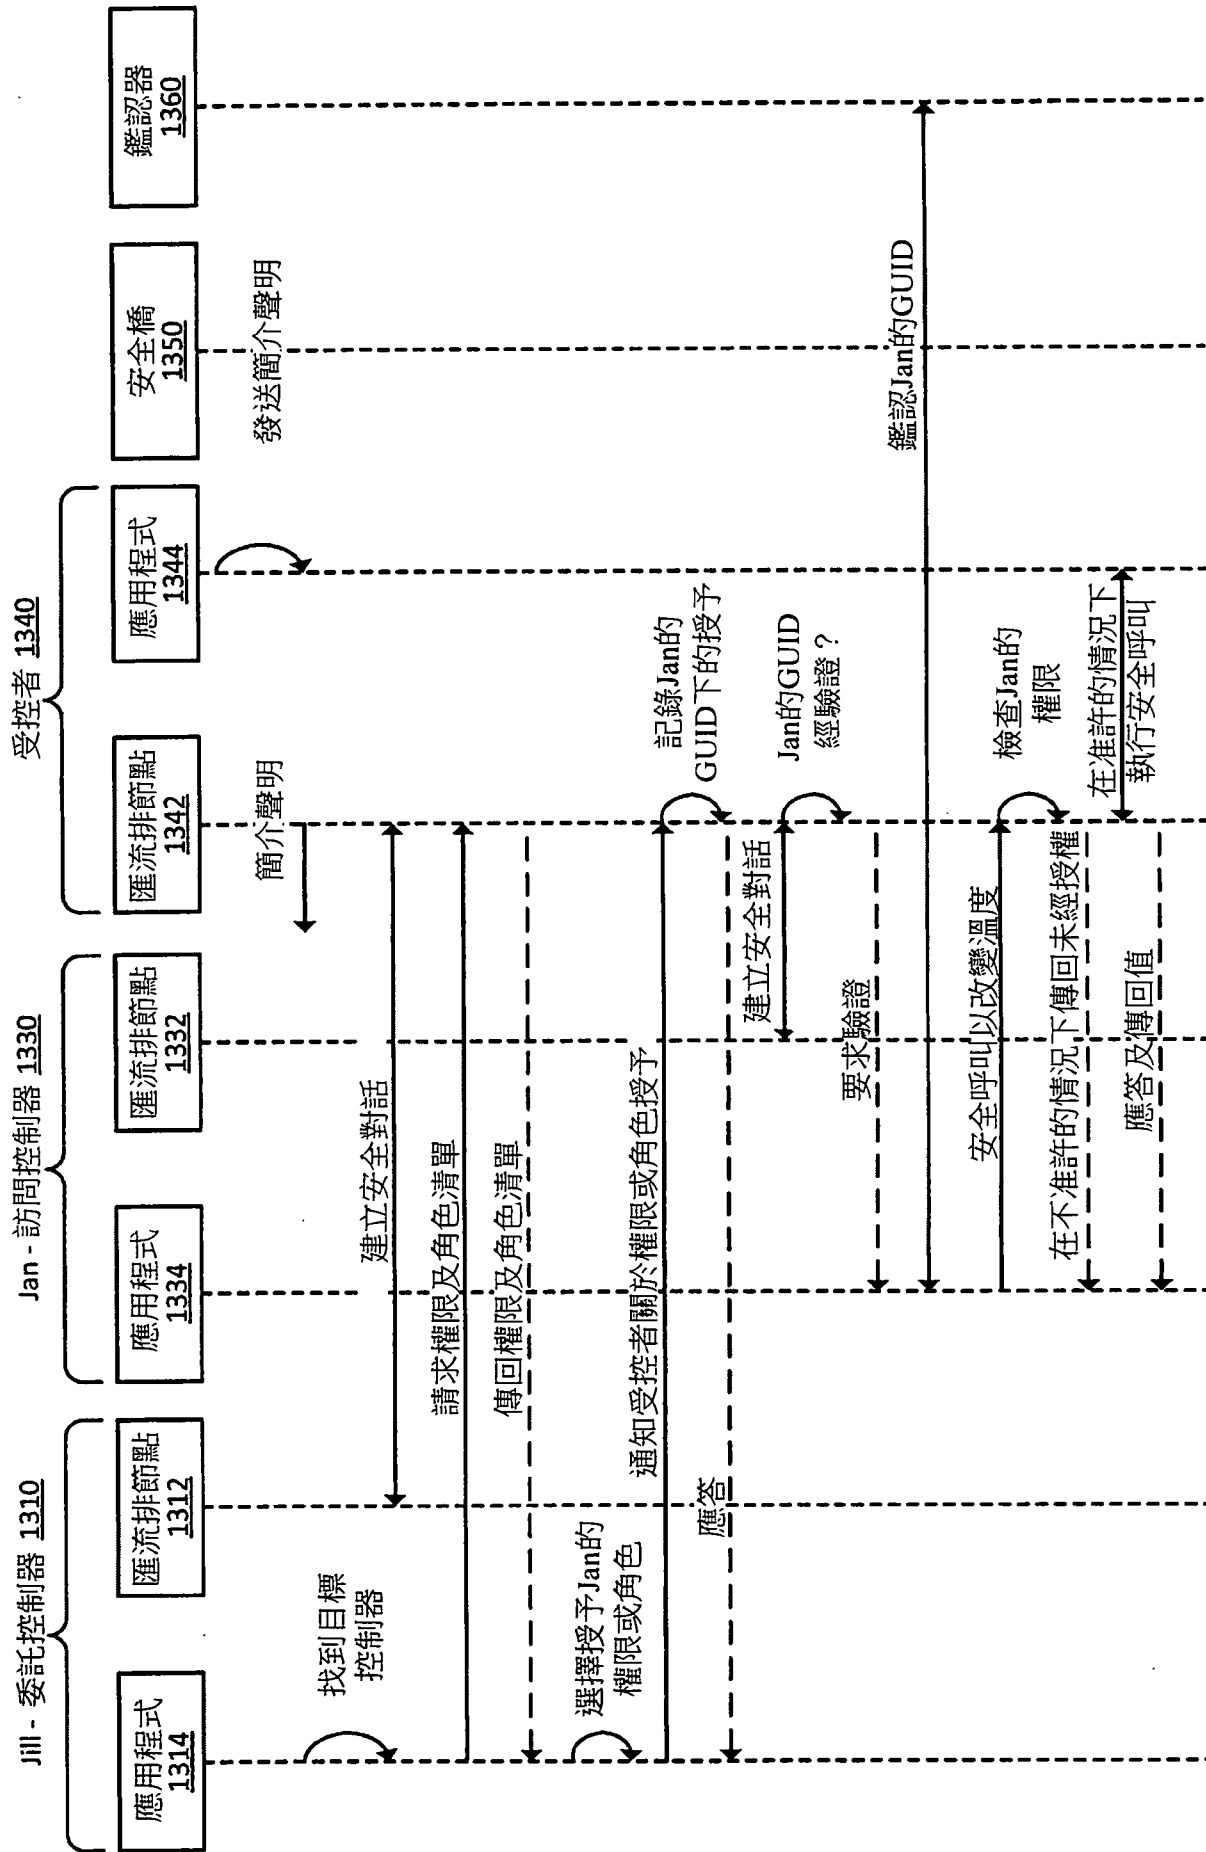 Jill - 委託控制器 1310
Jan - 訪問控制器 1330
受控者 1340
應用程式
1314
匯流排節點
1312
應用程式
1334
匯流排節點
1332
匯流排節點
1342
應用程式
1344
安全橋
1350
鑑認器
1360
發送簡介聲明
簡介聲明
找到目標
控制器
建立安全對話
請求權限及角色清單
傳回權限及角色清單
選擇授予Jan的
權限或角色
通知受控者關於權限或角色授予
記錄Jan的
GUID下的授予
應答
建立安全對話
Jan的GUID
經驗證?
要求驗證
鑑認Jan的GUID
安全呼叫以改變溫度
檢查Jan的
權限
在不准許的情況下傳回未經授權
在准許的情況下
執行安全呼叫
應答及傳回值